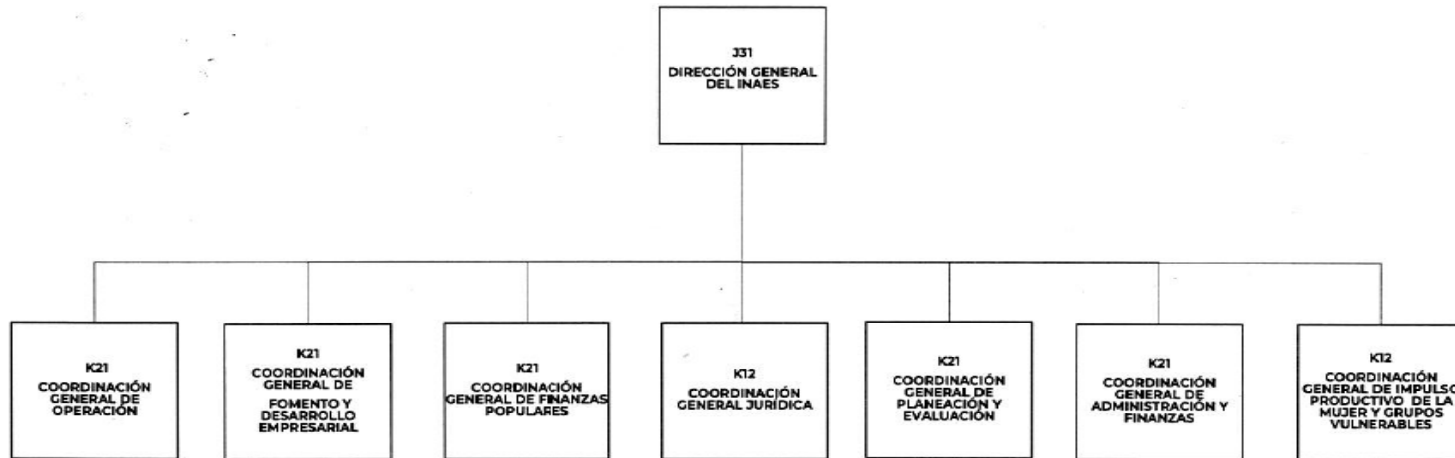 J31
DIRECCIÓN GENERAL
DEL INAES
K21
COORDINACIÓN
GENERAL DE
OPERACIÓN
K21
COORDINACIÓN
GENERAL DE
FOMENTO Y
DESARROLLO
EMPRESARIAL
K21
COORDINACIÓN
GENERAL DE FINANZAS
POPULARES
K12
COORDINACIÓN
GENERAL JURÍDICA
K21
COORDINACIÓN
GENERAL DE
PLANEACIÓN Y
EVALUACIÓN
K21
COORDINACIÓN
GENERAL DE
ADMINISTRACIÓN Y
FINANZAS
K12
COORDINACIÓN
GENERAL DE IMPULSO
PRODUCTIVO DE LA
MUJER Y GRUPOS
VULNERABLES